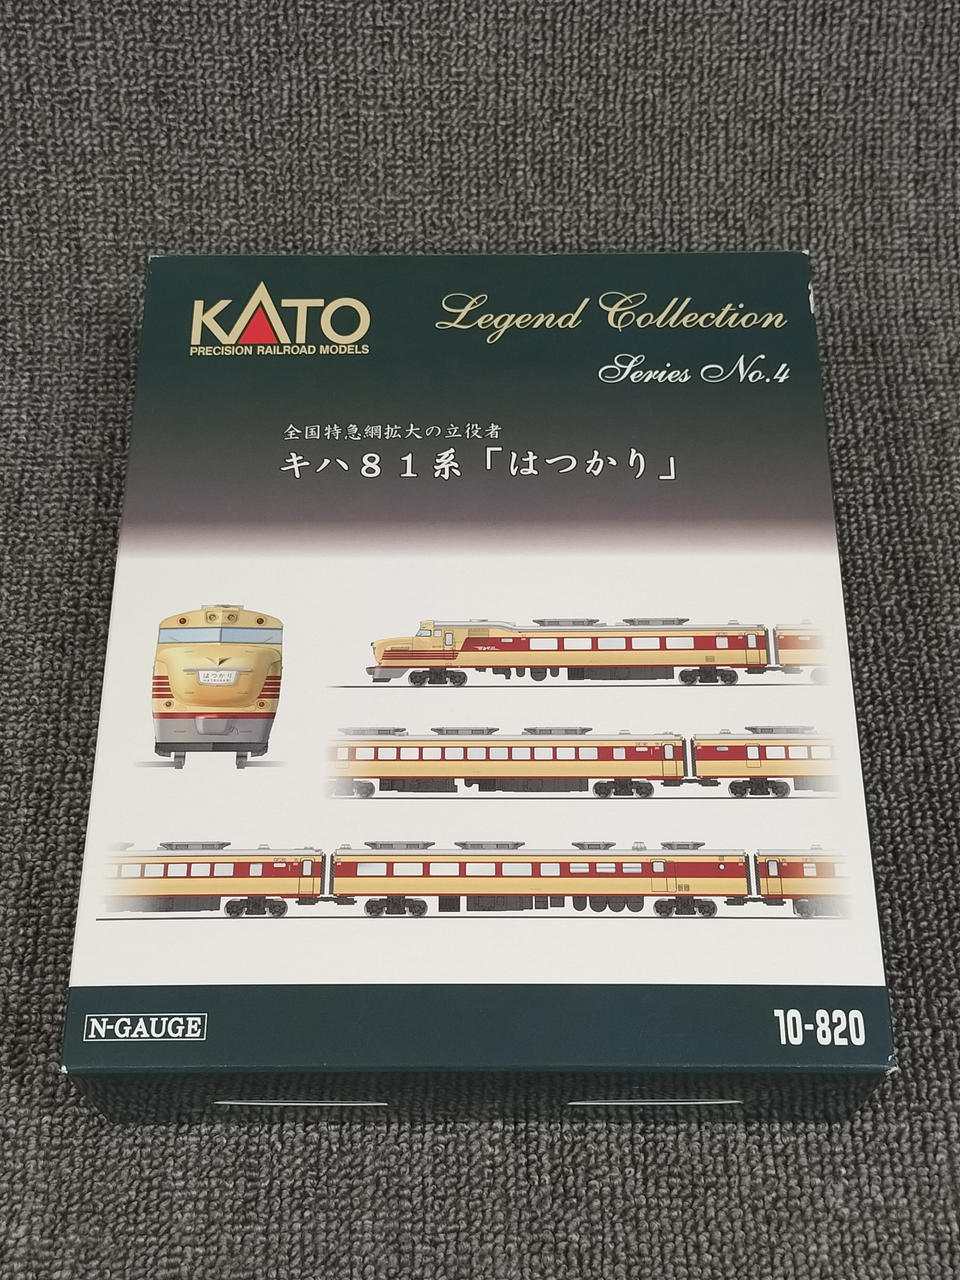 KATO
PRECISION RAILROAD MODELS
Legend Collection
Series No.4
全国特急網拡大の立役者
キハ81系「はつかり」
はつかり
N-GAUGE
10-820